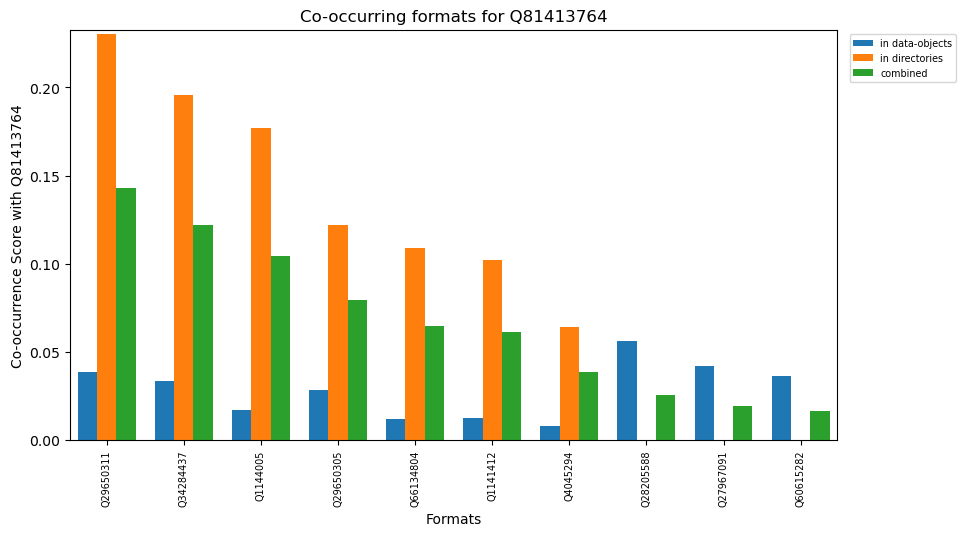 Co-occurring formats for Q81413764
in data-objects
in directories
combined
Co-occurrence Score with Q81413764
0.20
0.15
0.10
0.05
0.00
Q29650311
Q34284437
Q1144005
Q29650305
Q66134804
Q1141412
Q4045294
Q28205588
Q27967091
Q60615282
Formats